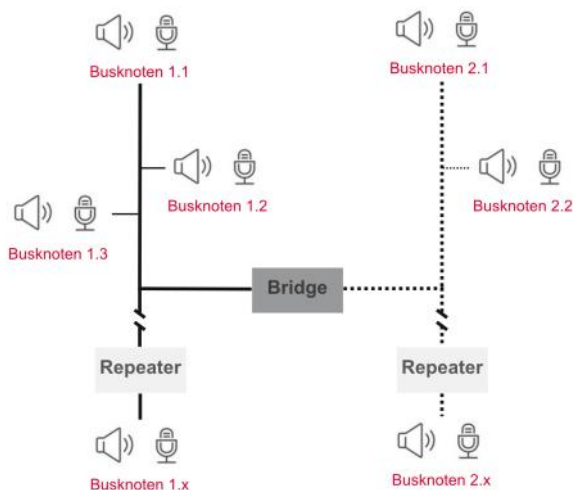 Busknoten 1.1
Busknoten 2.1
Busknoten 1.2
Busknoten 2.2
Busknoten 1.3
Bridge
Repeater
Repeater
Busknoten 1.x
Busknoten 2.x